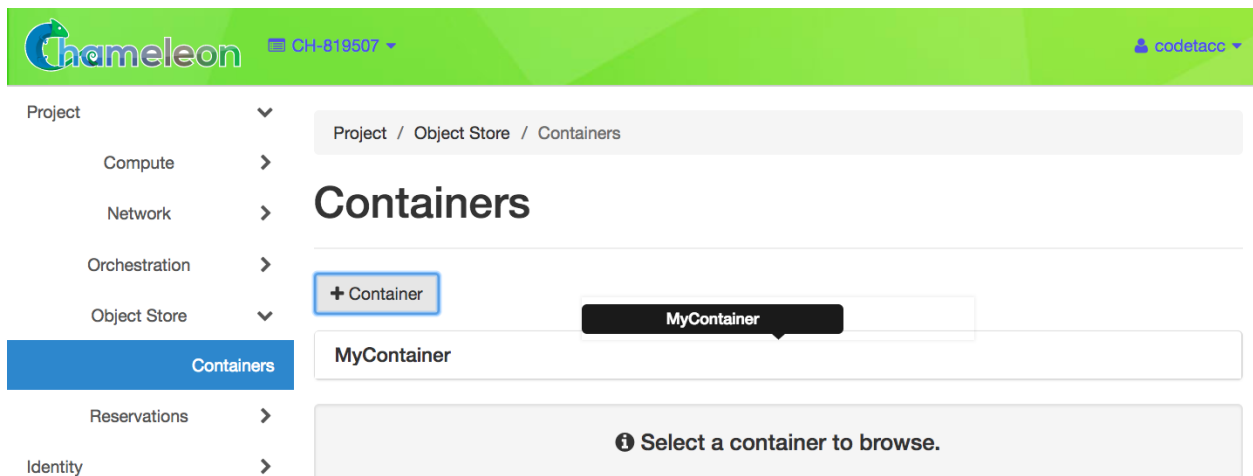 Chameleon
CH-819507
codetacc
Project
Compute
Network
Orchestration
Object Store
Containers
Reservations
Identity
Project / Object Store / Containers
Containers
+ Container
MyContainer
MyContainer
Select a container to browse.